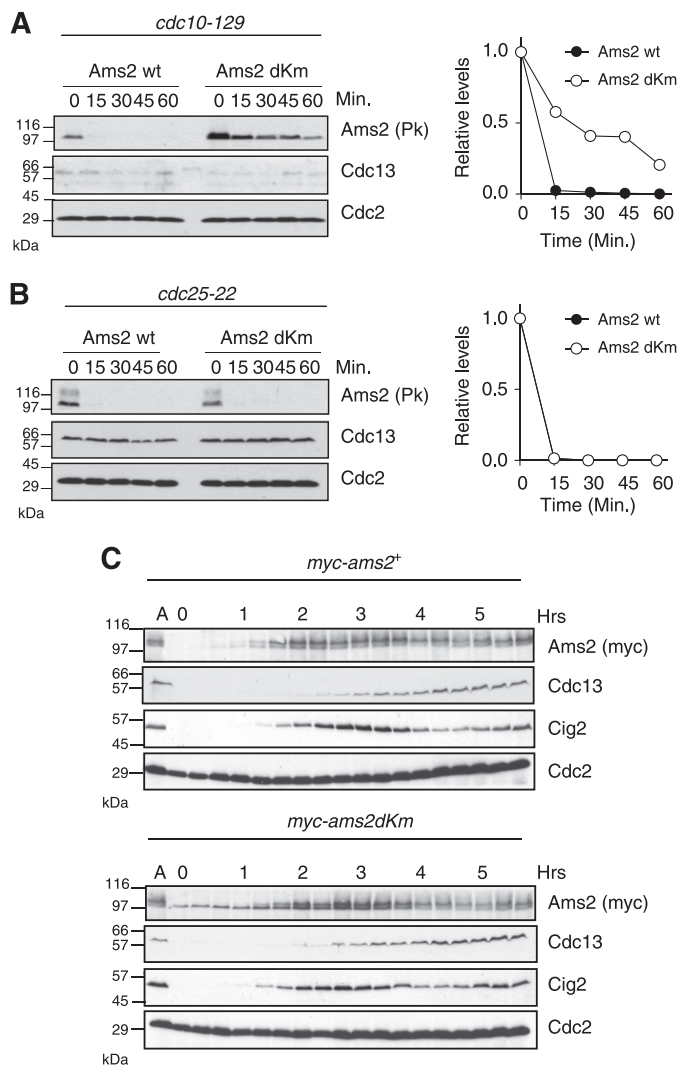 A
cdc10-129
Ams2 wt Ams2 dKm
0 15 30 45 60 0 15 30 45 60 Min.
116
97
Ams2 (Pk)
66
57
Cdc13
45
29
Cdc2
kDa
Relative levels
1.0
0.5
0.0
0 15 30 45 60
Time (Min.)
Ams2 wt
Ams2 dKm
B
cdc25-22
Ams2 wt Ams2 dKm
0 15 30 45 60 0 15 30 45 60 Min.
116
97
Ams2 (Pk)
66
57
Cdc13
45
29
Cdc2
kDa
Relative levels
1.0
0.5
0.0
0 15 30 45 60
Time (Min.)
Ams2 wt
Ams2 dKm
C
myc-ams2+
A 0 1 2 3 4 5 Hrs
116
97
Ams2 (myc)
66
57
Cdc13
57
45
Cig2
29
Cdc2
kDa
myc-ams2dKm
A 0 1 2 3 4 5 Hrs
116
97
Ams2 (myc)
66
57
Cdc13
57
45
Cig2
29
Cdc2
kDa